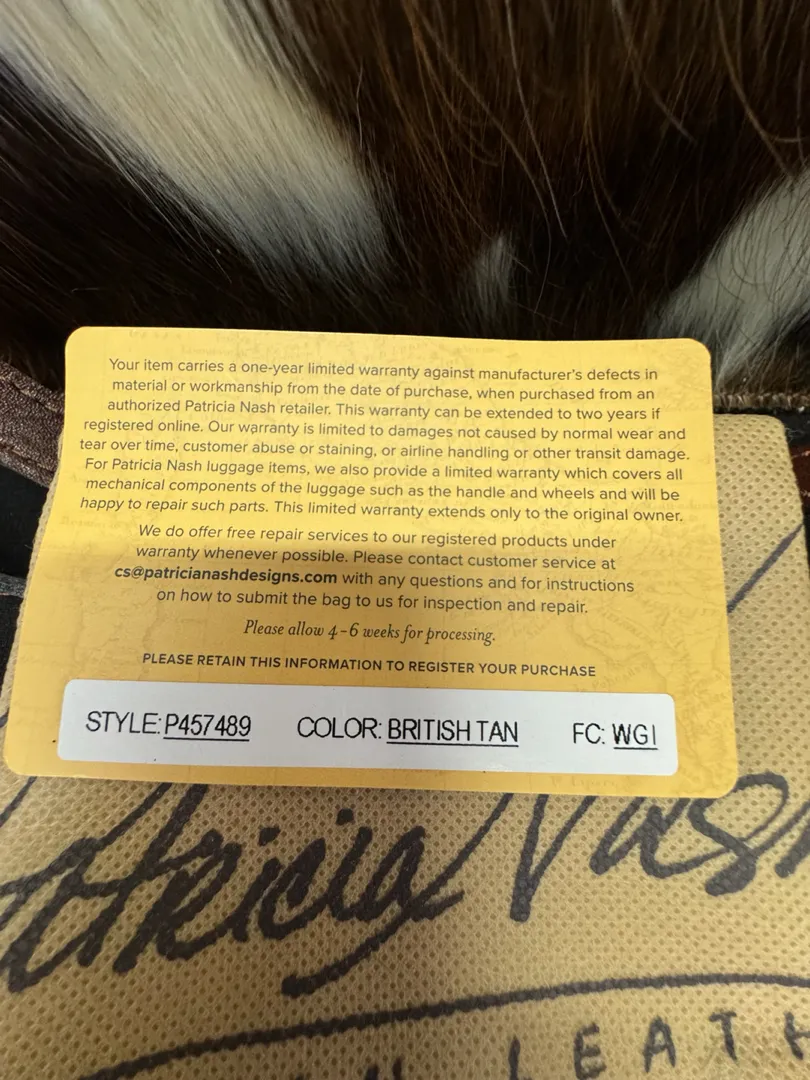 Your item carries a one-year limited warranty against manufacturer's defects in
material or workmanship from the date of purchase, when purchased from an
authorized Patricia Nash retailer. This warranty can be extended to two years if
registered online. Our warranty is limited to damages not caused by normal wear and
tear over time, customer abuse or staining, or airline handling or other transit damage.
For Patricia Nash luggage items, we also provide a limited warranty which covers all
mechanical components of the luggage such as the handle and wheels and will be
happy to repair such parts. This limited warranty extends only to the original owner.
We do offer free repair services to our registered products under
warranty whenever possible. Please contact customer service at
cs@patricianashdesigns.com with any questions and for instructions
on how to submit the bag to us for inspection and repair.
Please allow 4-6 weeks for processing.
PLEASE RETAIN THIS INFORMATION TO REGISTER YOUR PURCHASE
STYLE: P457489 COLOR: BRITISH TAN FC: WGI
Patricia Nash
LEATH